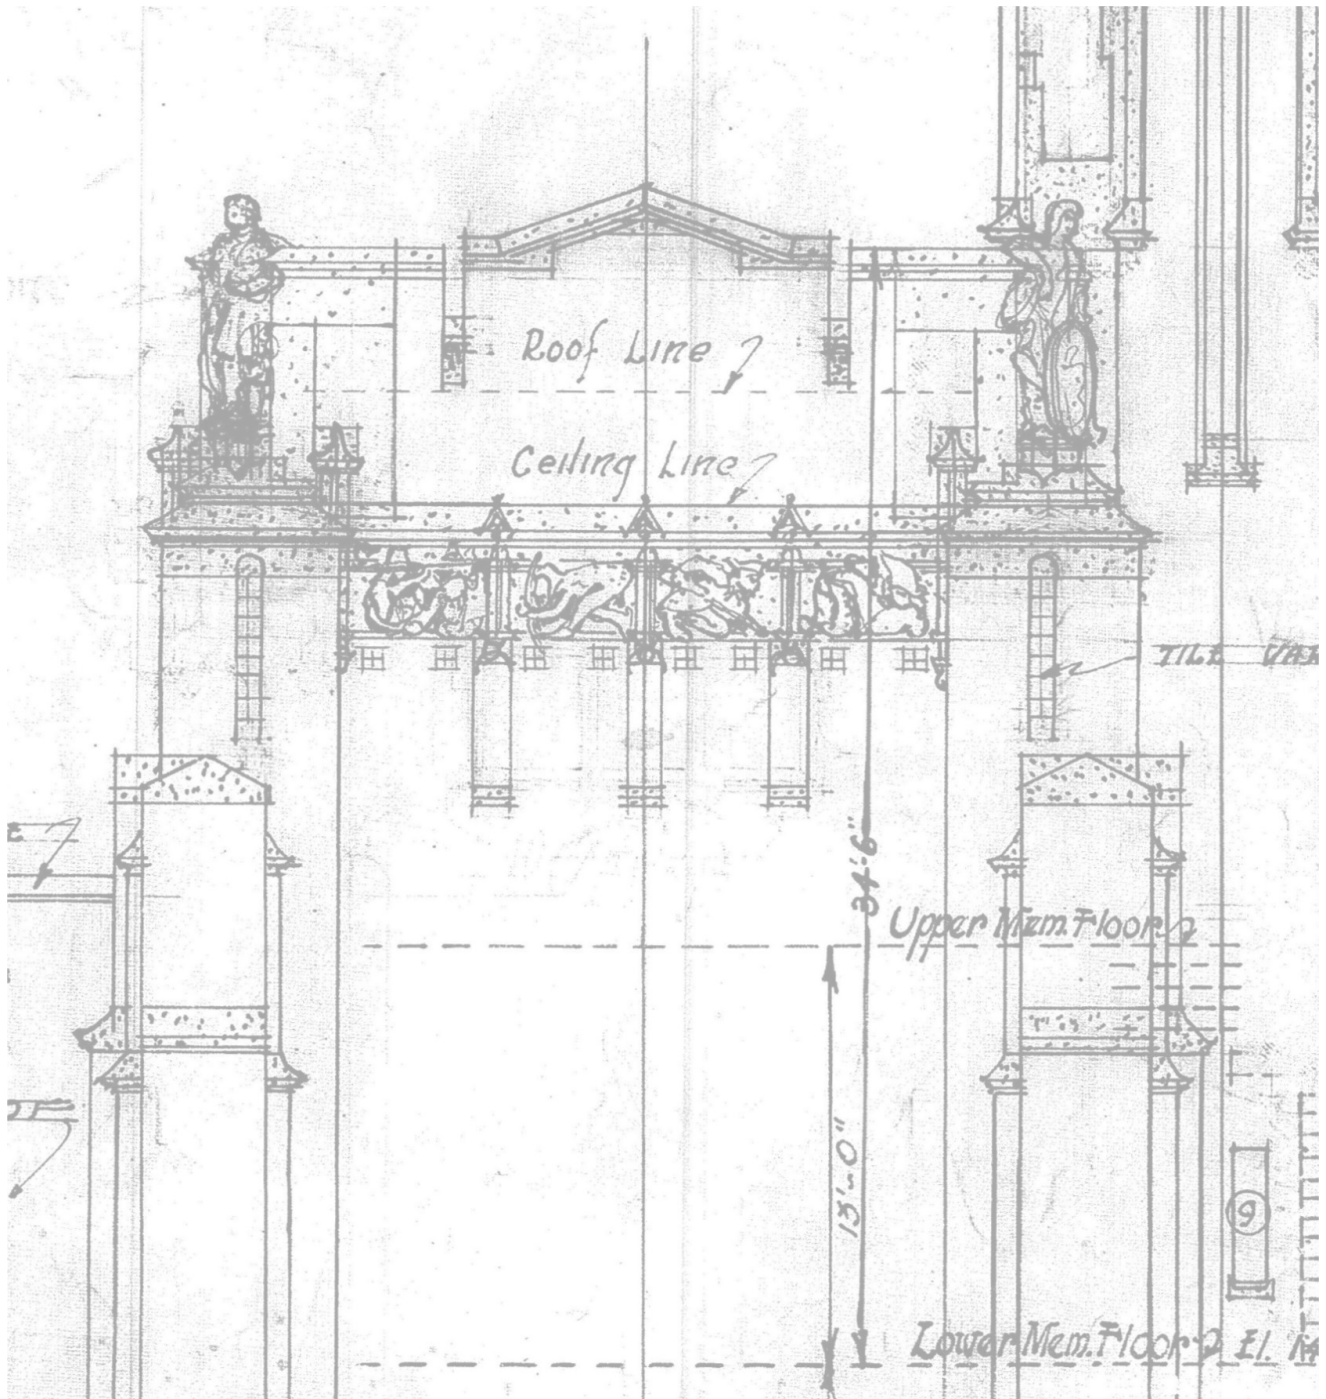 Roof Line
Ceiling Line
TILE
34'-6"
Upper Mem. Floor
13'-0"
9
Lower Mem. Floor El.